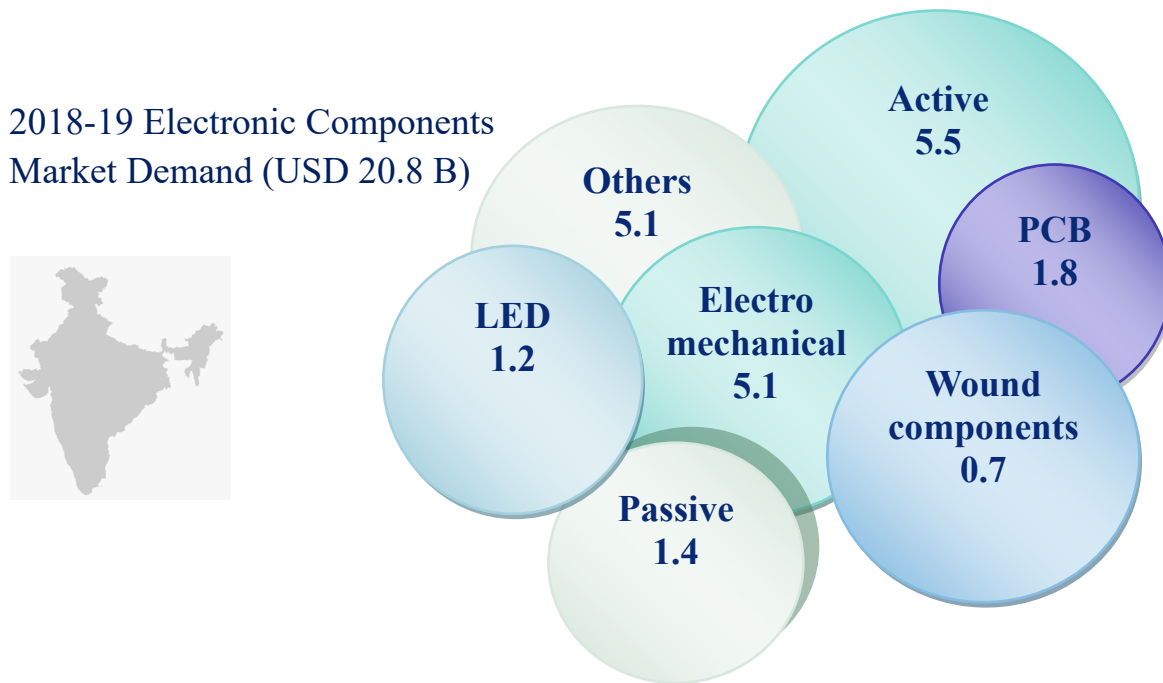 2018-19 Electronic Components
Market Demand (USD 20.8 B)
Active
5.5
Others
5.1
PCB
1.8
LED
1.2
Electro
mechanical
5.1
Wound
components
0.7
Passive
1.4